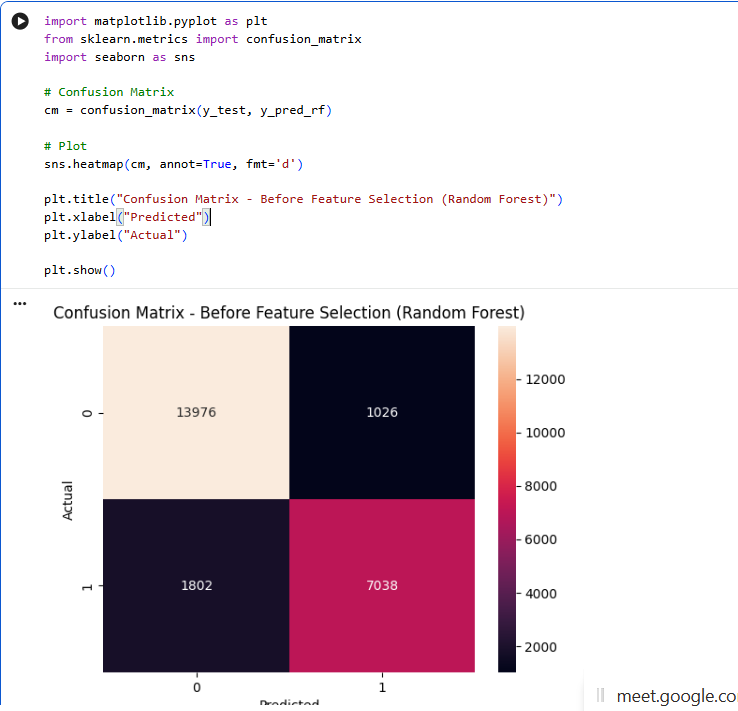 import matplotlib.pyplot as plt
from sklearn.metrics import confusion_matrix
import seaborn as sns
# Confusion Matrix
cm = confusion_matrix(y_test, y_pred_rf)
# Plot
sns.heatmap(cm, annot=True, fmt='d')
plt.title("Confusion Matrix - Before Feature Selection (Random Forest)")
plt.xlabel("Predicted")
plt.ylabel("Actual")
plt.show()
Confusion Matrix - Before Feature Selection (Random Forest)
12000
0
13976
1026
10000
8000
Actual
6000
1
1802
7038
4000
2000
0
1
Predicted
meet.google.co